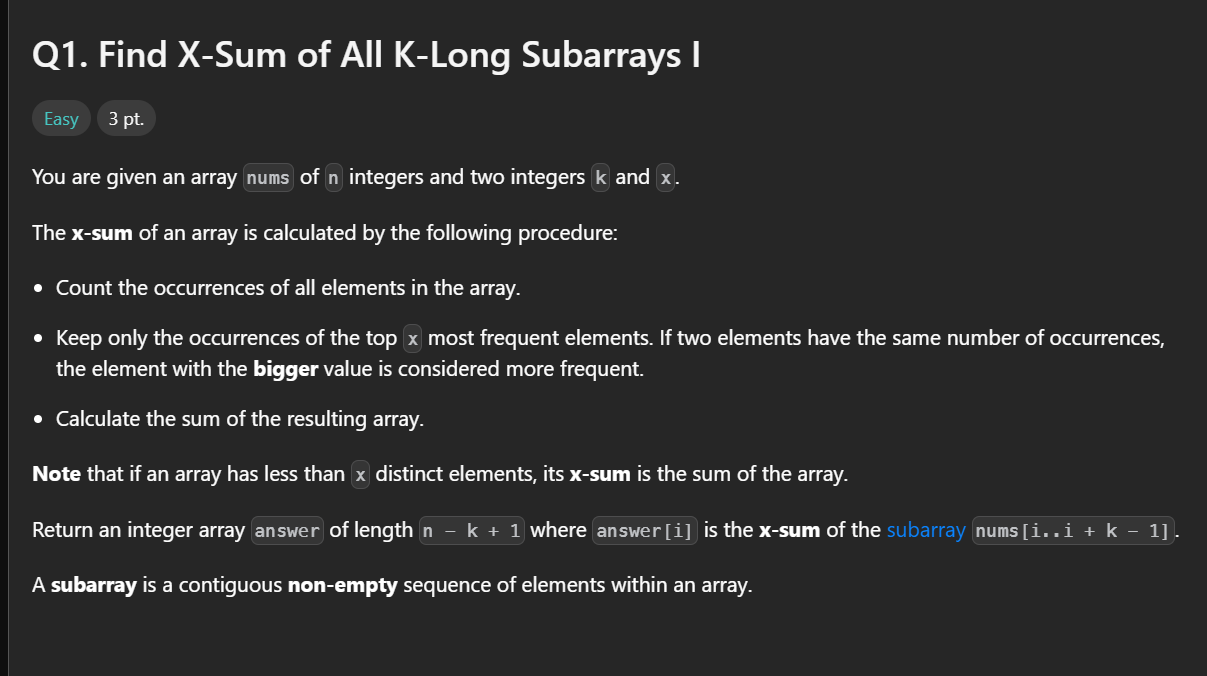 Q1. Find X-Sum of All K-Long Subarrays I
Easy 3 pt.
You are given an array nums of n integers and two integers k and x.
The x-sum of an array is calculated by the following procedure:
• Count the occurrences of all elements in the array.
• Keep only the occurrences of the top x most frequent elements. If two elements have the same number of occurrences,
the element with the bigger value is considered more frequent.
• Calculate the sum of the resulting array.
Note that if an array has less than x distinct elements, its x-sum is the sum of the array.
Return an integer array answer of length n - k + 1 where answer[i] is the x-sum of the subarray nums[i..i + k - 1].
A subarray is a contiguous non-empty sequence of elements within an array.